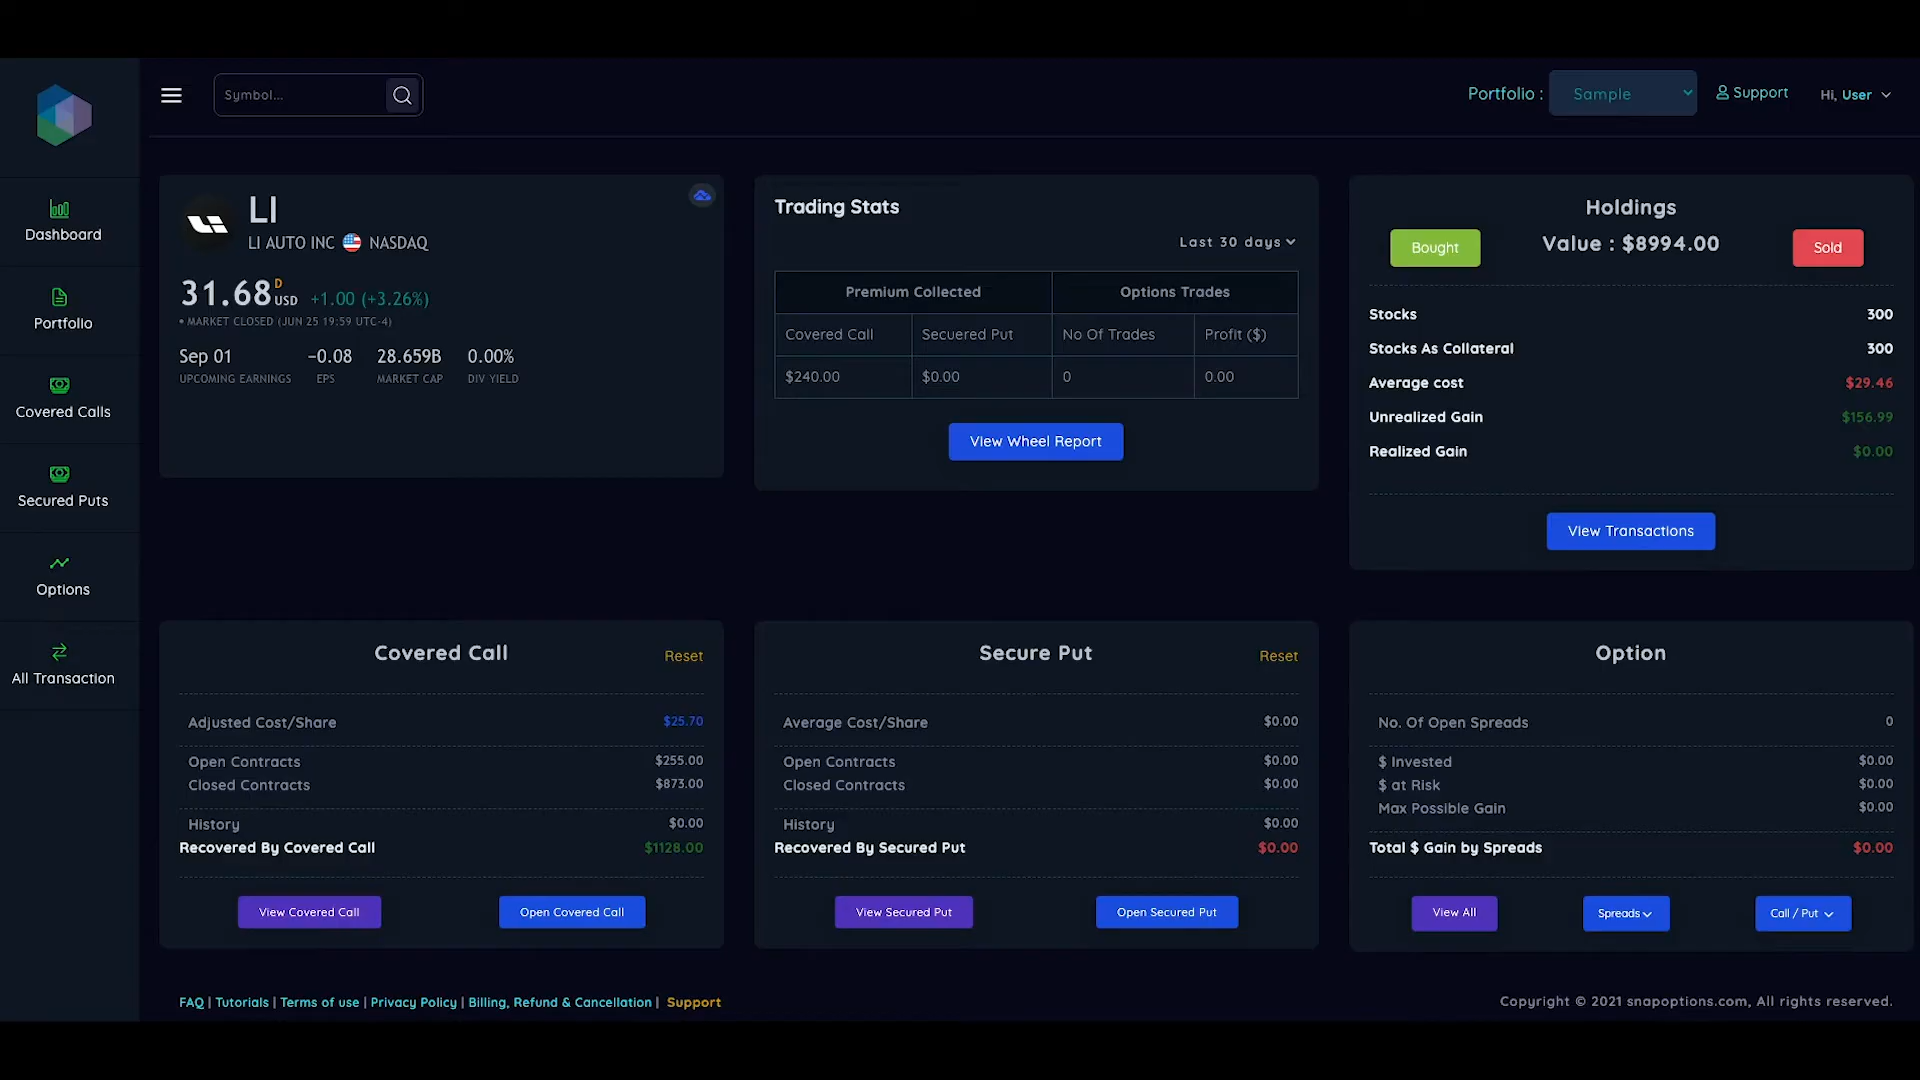 Symbol...
Portfolio :
Sample
Support
Hi, User
Dashboard
Portfolio
Covered Calls
Secured Puts
Options
All Transaction
LI
LI AUTO INC NASDAQ
31.68 D USD +1.00 (+3.26%)
• MARKET CLOSED (JUN 25 19:59 UTC-4)
Sep 01 −0.08 28.659B 0.00%
UPCOMING EARNINGS EPS MARKET CAP DIV YIELD
Trading Stats
Last 30 days
Premium Collected Options Trades
Covered Call Secuered Put No Of Trades Profit ($)
$240.00 $0.00 0 0.00
View Wheel Report
Holdings
Bought Value : $8994.00 Sold
Stocks 300
Stocks As Collateral 300
Average cost $29.46
Unrealized Gain $156.99
Realized Gain $0.00
View Transactions
Covered Call Reset
Adjusted Cost/Share $25.70
Open Contracts $255.00
Closed Contracts $873.00
History $0.00
Recovered By Covered Call $1128.00
View Covered Call Open Covered Call
Secure Put Reset
Average Cost/Share $0.00
Open Contracts $0.00
Closed Contracts $0.00
History $0.00
Recovered By Secured Put $0.00
View Secured Put Open Secured Put
Option
No. Of Open Spreads 0
$ Invested $0.00
$ at Risk $0.00
Max Possible Gain $0.00
Total $ Gain by Spreads $0.00
View All Spreads Call / Put
FAQ | Tutorials | Terms of use | Privacy Policy | Billing, Refund & Cancellation | Support
Copyright © 2021 snapoptions.com, All rights reserved.